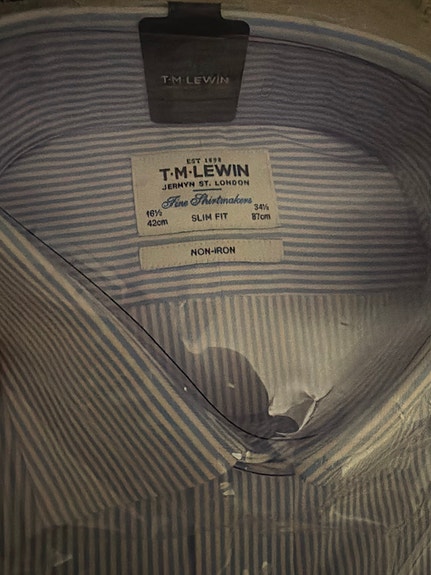 T·M LEWIN
EST 1898
T·M·LEWIN
JERMYN ST. LONDON
Fine Shirtmakers
16½ 34½
42cm SLIM FIT 87cm
NON-IRON